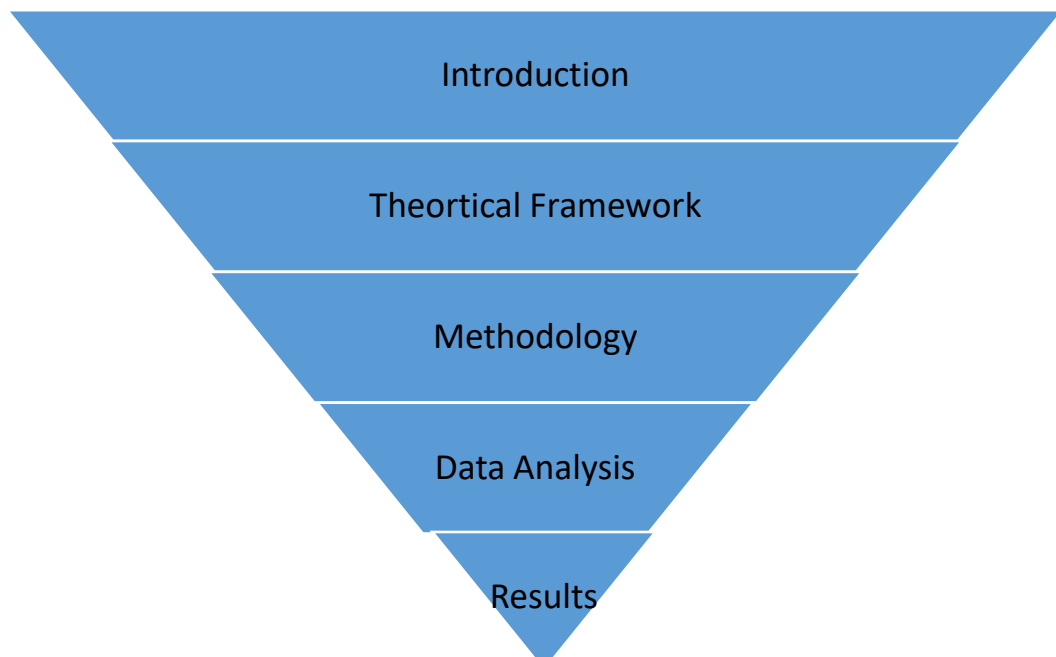 Introduction
Theortical Framework
Methodology
Data Analysis
Results